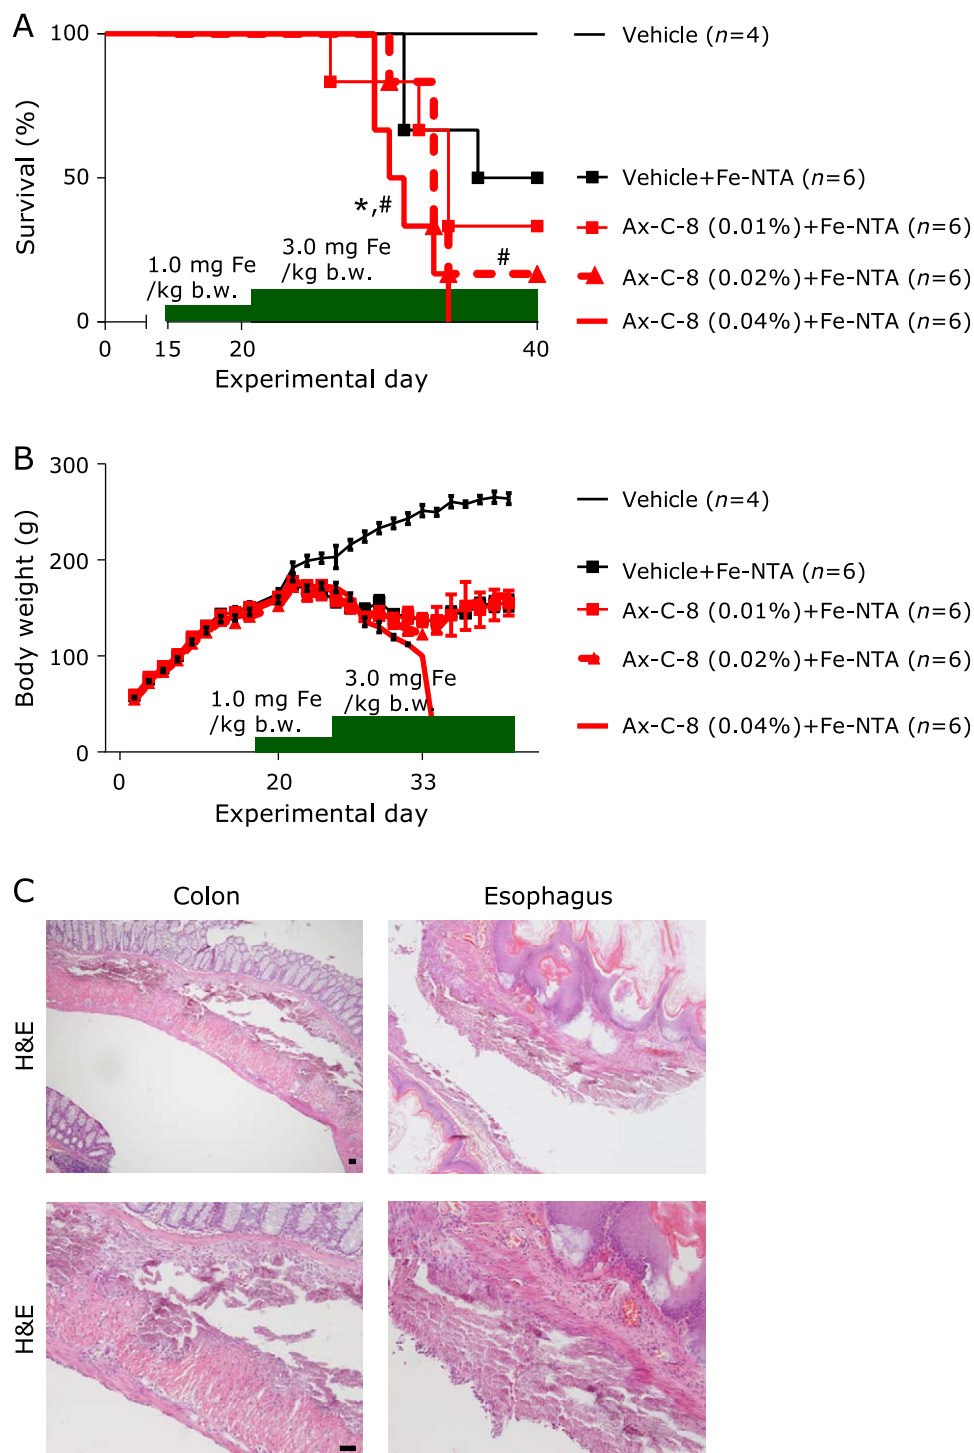 A
100
50
0
Survival (%)
Vehicle (n=4)
Vehicle+Fe-NTA (n=6)
Ax-C-8 (0.01%)+Fe-NTA (n=6)
Ax-C-8 (0.02%)+Fe-NTA (n=6)
Ax-C-8 (0.04%)+Fe-NTA (n=6)
*,#
#
1.0 mg Fe
/kg b.w.
3.0 mg Fe
/kg b.w.
0 15 20 40
Experimental day
B
300
200
100
0
Body weight (g)
Vehicle (n=4)
Vehicle+Fe-NTA (n=6)
Ax-C-8 (0.01%)+Fe-NTA (n=6)
Ax-C-8 (0.02%)+Fe-NTA (n=6)
Ax-C-8 (0.04%)+Fe-NTA (n=6)
1.0 mg Fe
/kg b.w.
3.0 mg Fe
/kg b.w.
0 20 33
Experimental day
C
Colon Esophagus
H&E
H&E